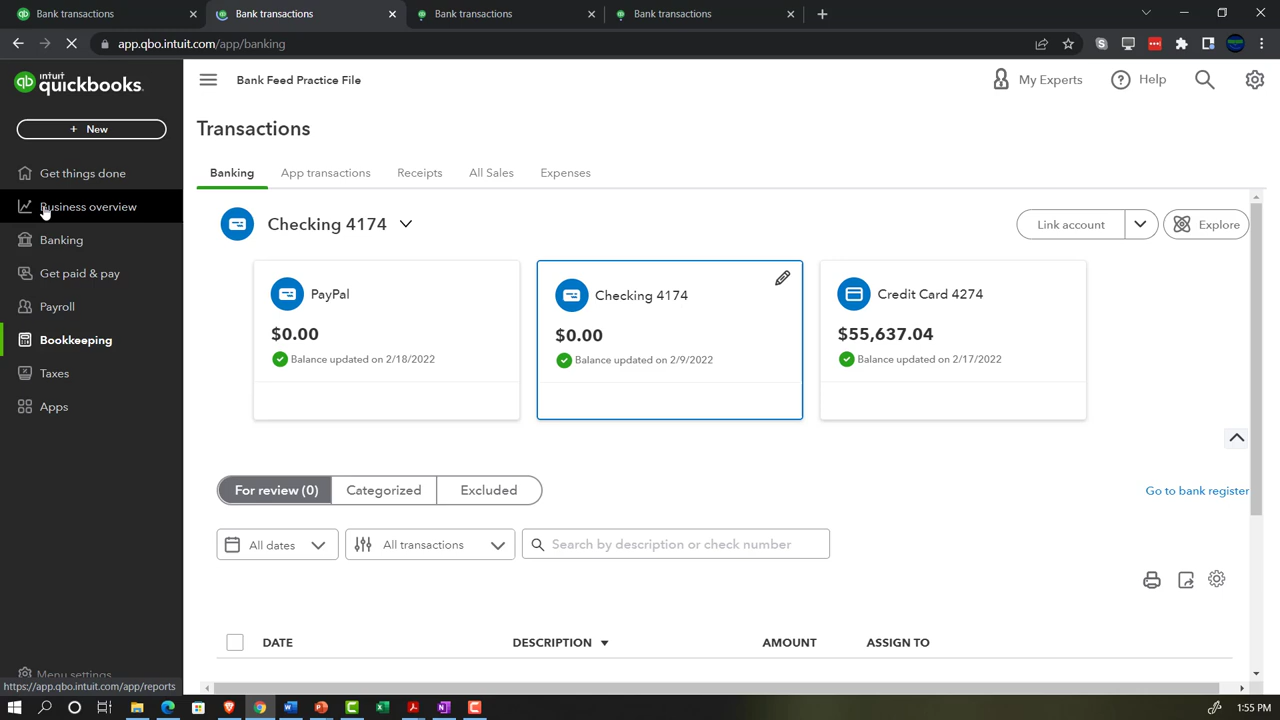 Bank transactions
Bank transactions
Bank transactions
Bank transactions
app.qbo.intuit.com/app/banking
intuit
quickbooks.
Bank Feed Practice File
My Experts
Help
+ New
Transactions
Get things done
Business overview
Banking
Get paid & pay
Payroll
Bookkeeping
Taxes
Apps
Menu settings
Banking
App transactions
Receipts
All Sales
Expenses
Checking 4174
Link account
Explore
PayPal
$0.00
Balance updated on 2/18/2022
Checking 4174
$0.00
Balance updated on 2/9/2022
Credit Card 4274
$55,637.04
Balance updated on 2/17/2022
For review (0)
Categorized
Excluded
Go to bank register
All dates
All transactions
Search by description or check number
DATE
DESCRIPTION
AMOUNT
ASSIGN TO
https://app.qbo.intuit.com/app/reports
1:55 PM